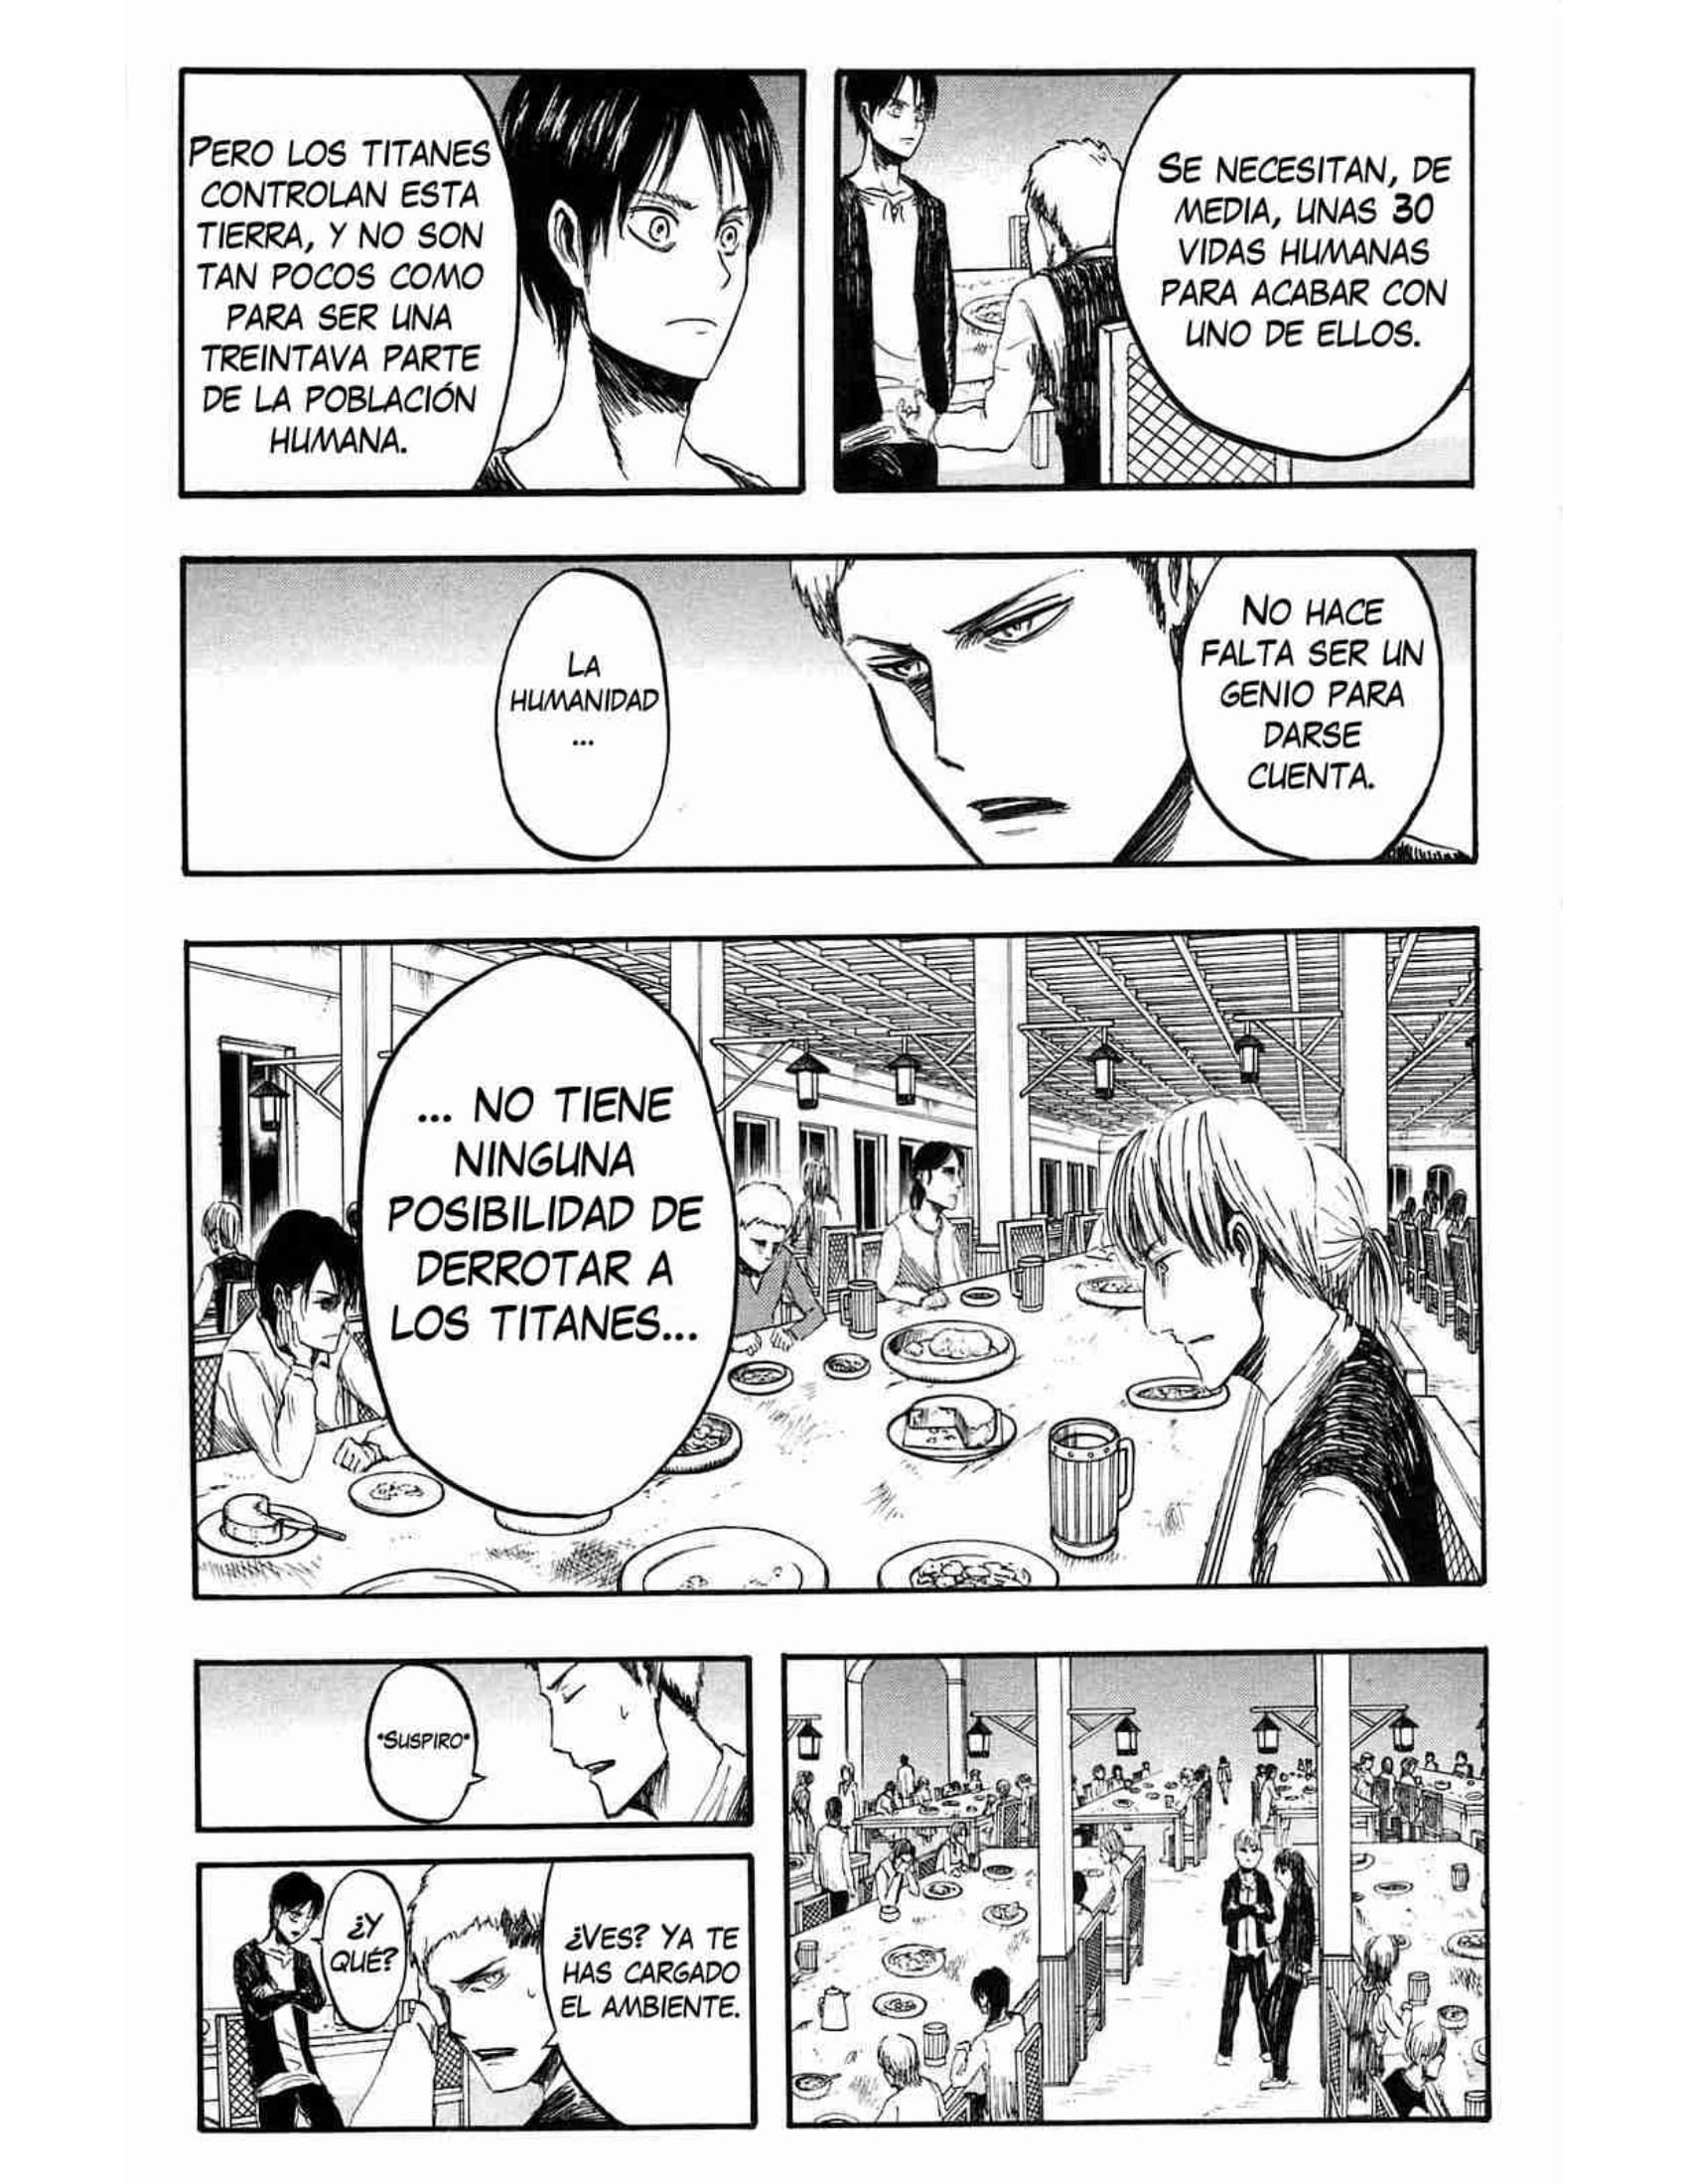 SE NECESITAN, DE
MEDIA, UNAS 30
VIDAS HUMANAS
PARA ACABAR CON
UNO DE ELLOS.
PERO LOS TITANES
CONTROLAN ESTA
TIERRA, Y NO SON
TAN POCOS COMO
PARA SER UNA
TREINTAVA PARTE
DE LA POBLACIÓN
HUMANA.
NO HACE
FALTA SER UN
GENIO PARA
DARSE
CUENTA.
LA
HUMANIDAD
...
... NO TIENE
NINGUNA
POSIBILIDAD DE
DERROTAR A
LOS TITANES...
*SUSPIRO*
¿VES? YA TE
HAS CARGADO
EL AMBIENTE.
¿Y
QUÉ?